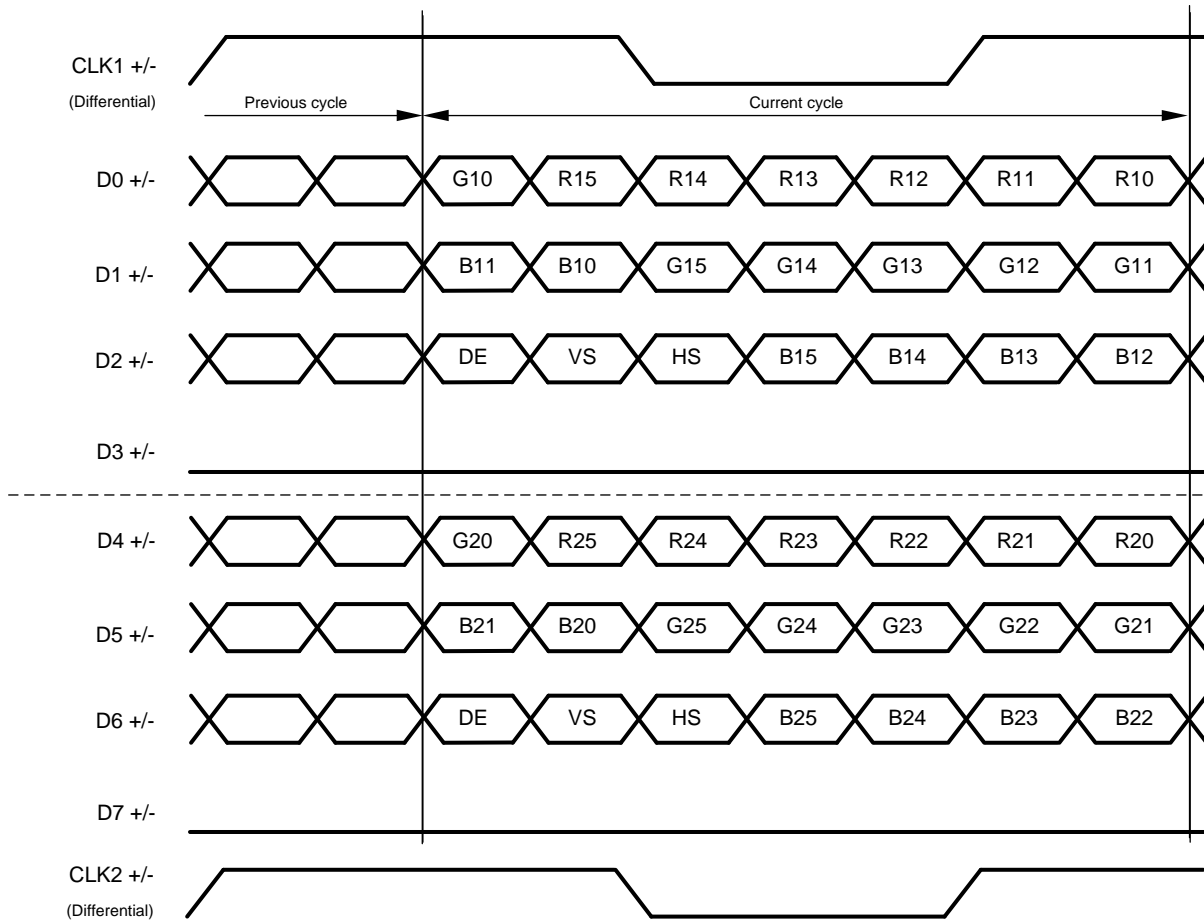 CLK1 +/-
(Differential)
Previous cycle
Current cycle
D0 +/-
G10 R15 R14 R13 R12 R11 R10
D1 +/-
B11 B10 G15 G14 G13 G12 G11
D2 +/-
DE VS HS B15 B14 B13 B12
D3 +/-
D4 +/-
G20 R25 R24 R23 R22 R21 R20
D5 +/-
B21 B20 G25 G24 G23 G22 G21
D6 +/-
DE VS HS B25 B24 B23 B22
D7 +/-
CLK2 +/-
(Differential)